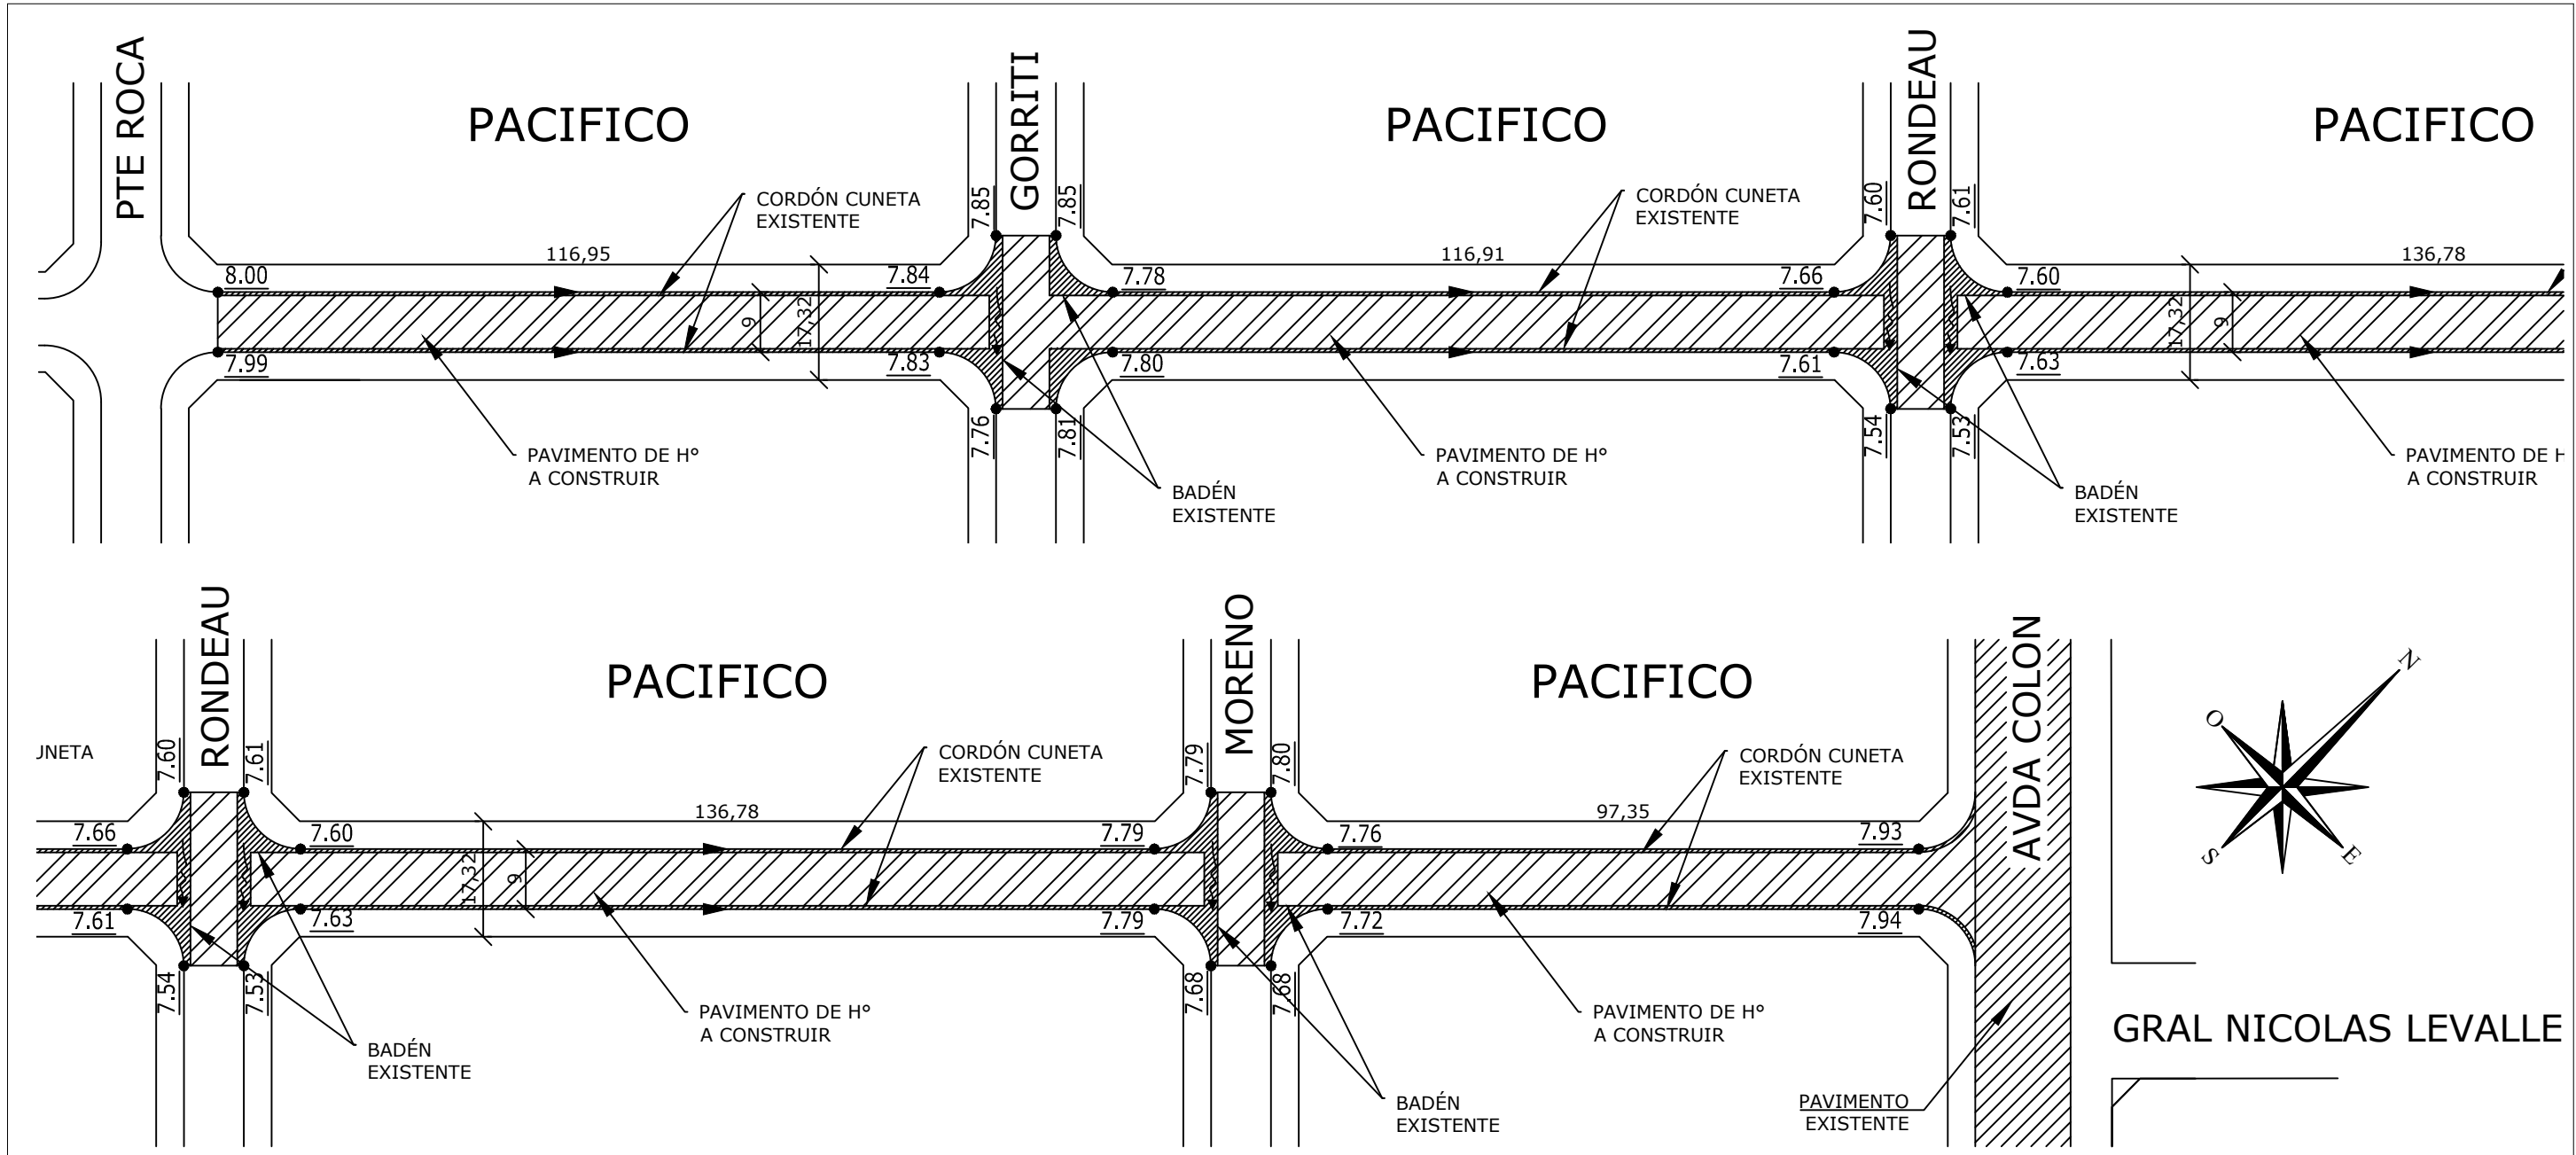 PTE ROCA
PACIFICO
GORRITI
PACIFICO
RONDEAU
PACIFICO
CORDÓN CUNETA
EXISTENTE
7.85
7.85
CORDÓN CUNETA
EXISTENTE
7.60
7.61
116,95
116,91
136,78
8.00
7.84
7.78
7.66
7.60
9
17,32
17,32
9
7.99
7.83
7.80
7.61
7.63
7.76
7.81
7.54
7.53
PAVIMENTO DE H°
A CONSTRUIR
PAVIMENTO DE H°
A CONSTRUIR
PAVIMENTO DE H
A CONSTRUIR
BADÉN
EXISTENTE
BADÉN
EXISTENTE
RONDEAU
PACIFICO
MORENO
PACIFICO
AVDA COLON
N
O
S
E
UNETA
7.60
7.61
CORDÓN CUNETA
EXISTENTE
7.79
7.80
CORDÓN CUNETA
EXISTENTE
136,78
97,35
7.66
7.60
7.79
7.76
7.93
17,32
9
7.61
7.63
7.79
7.72
7.94
7.54
7.53
7.68
7.68
PAVIMENTO DE H°
A CONSTRUIR
PAVIMENTO DE H°
A CONSTRUIR
GRAL NICOLAS LEVALLE
BADÉN
EXISTENTE
BADÉN
EXISTENTE
PAVIMENTO
EXISTENTE